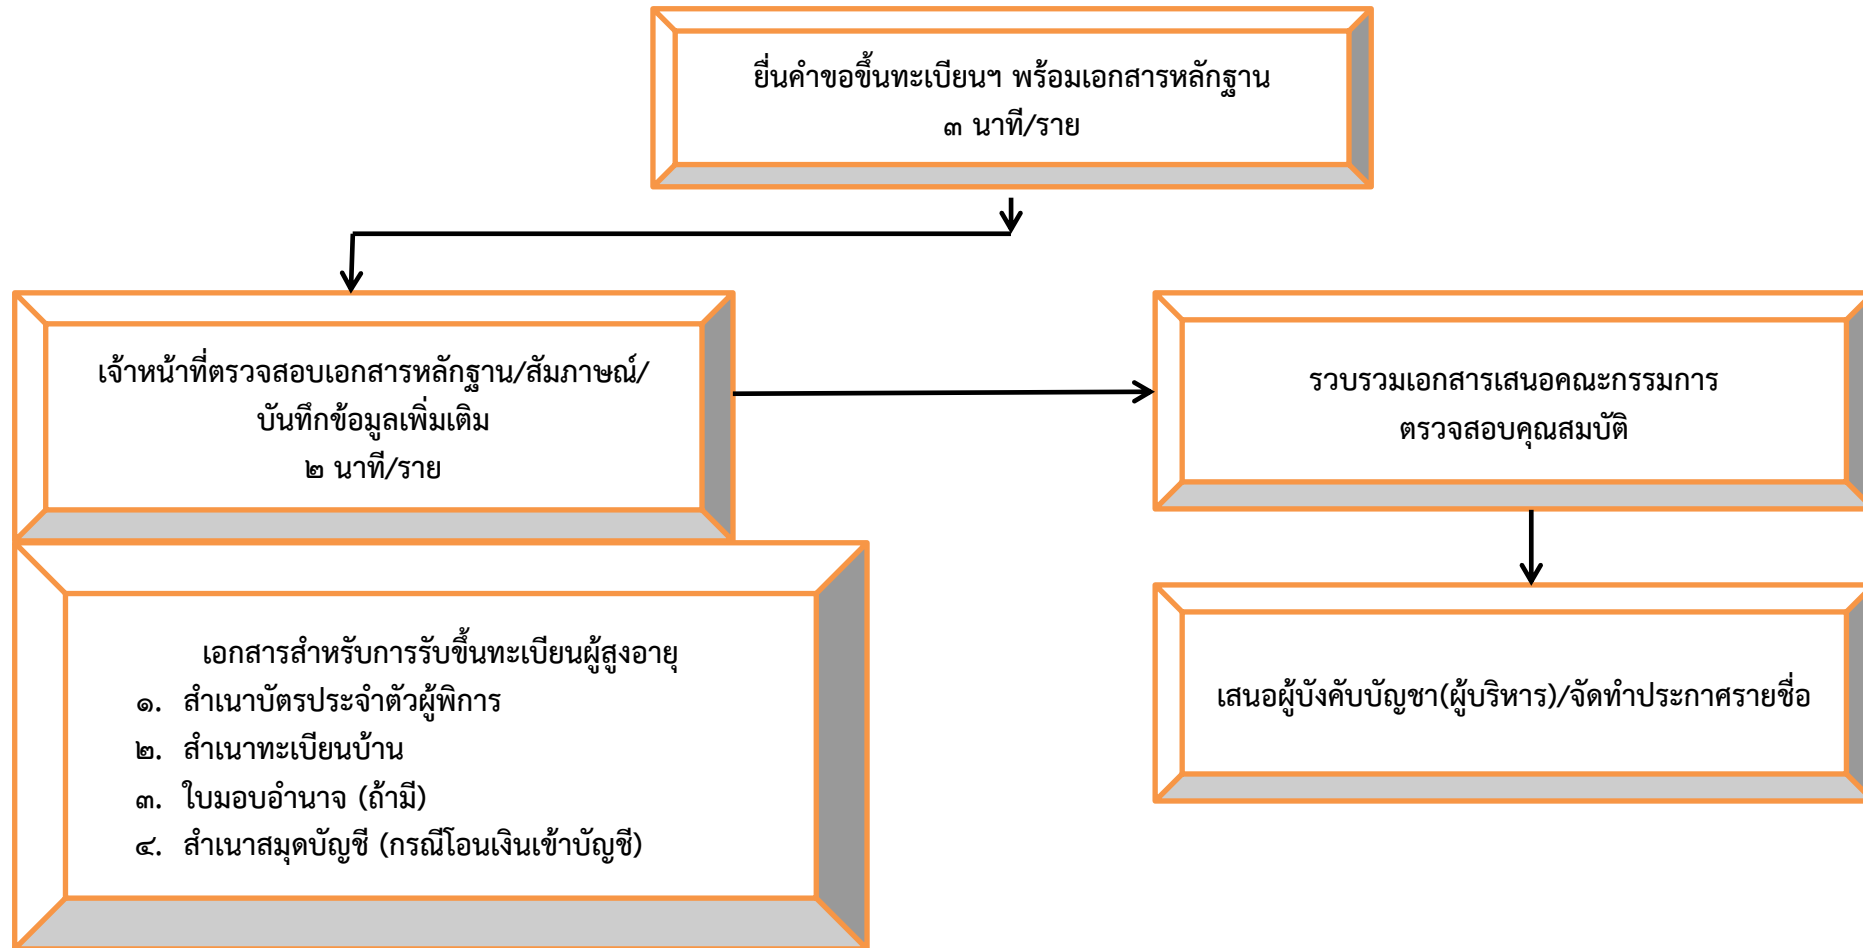 ยื่นคำขอขึ้นทะเบียนฯ พร้อมเอกสารหลักฐาน
๓ นาที/ราย
เจ้าหน้าที่ตรวจสอบเอกสารหลักฐาน/สัมภาษณ์/
บันทึกข้อมูลเพิ่มเติม
๒ นาที/ราย
รวบรวมเอกสารเสนอคณะกรรมการ
ตรวจสอบคุณสมบัติ
เอกสารสำหรับการรับขึ้นทะเบียนผู้สูงอายุ
๑. สำเนาบัตรประจำตัวผู้พิการ
๒. สำเนาทะเบียนบ้าน
๓. ใบมอบอำนาจ (ถ้ามี)
๔. สำเนาสมุดบัญชี (กรณีโอนเงินเข้าบัญชี)
เสนอผู้บังคับบัญชา(ผู้บริหาร)/จัดทำประกาศรายชื่อ